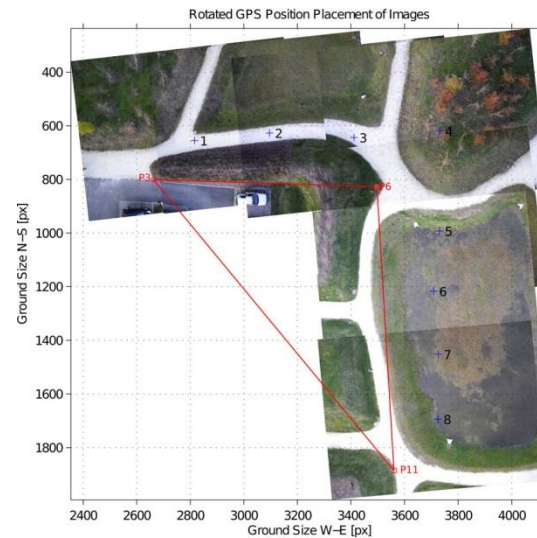 Rotated GPS Position Placement of Images
Ground Size N-S [px]
400
600
800
1000
1200
1400
1600
1800
1
2
3
4
P3
P6
5
6
7
8
P11
2400 2600 2800 3000 3200 3400 3600 3800 4000
Ground Size W-E [px]